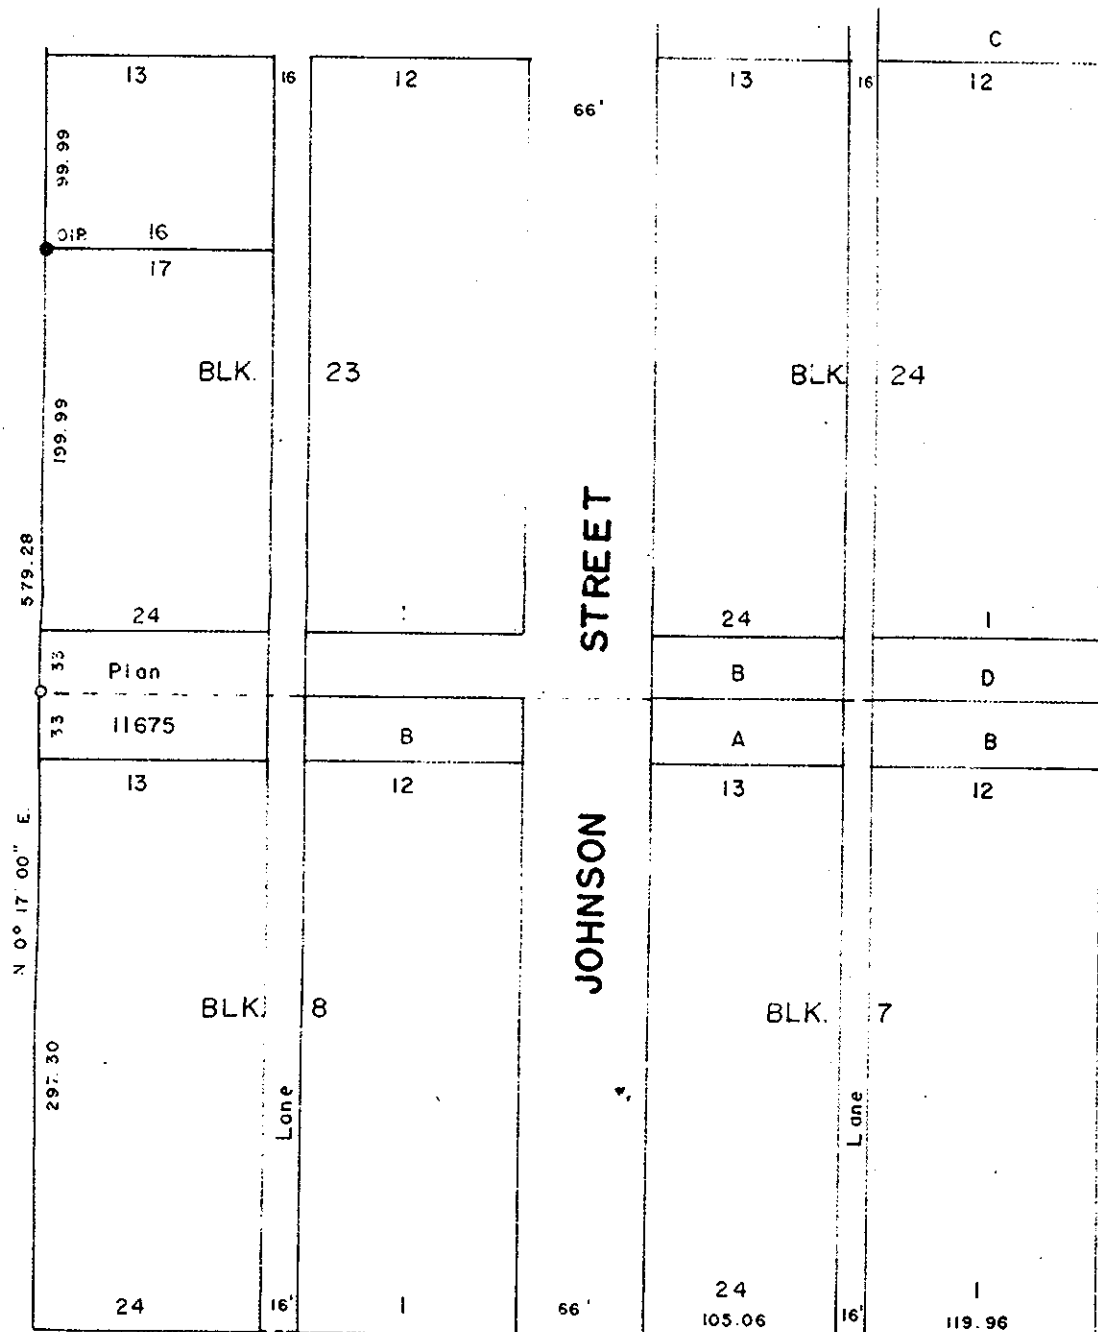 C
13 16 12 13 16 12
66'
99.99
O.I.P. 16
17
BLK. 23
BLK 24
199.99
579.28
STREET
24 24 1
33 Plan B D
33 11675 B A B
13 12 13 12
JOHNSON
N 0° 17' 00" E.
BLK. 8
BLK. 7
297.30
Lane
Lane
24 16' 1 66' 24 16' 1
105.06 119.96